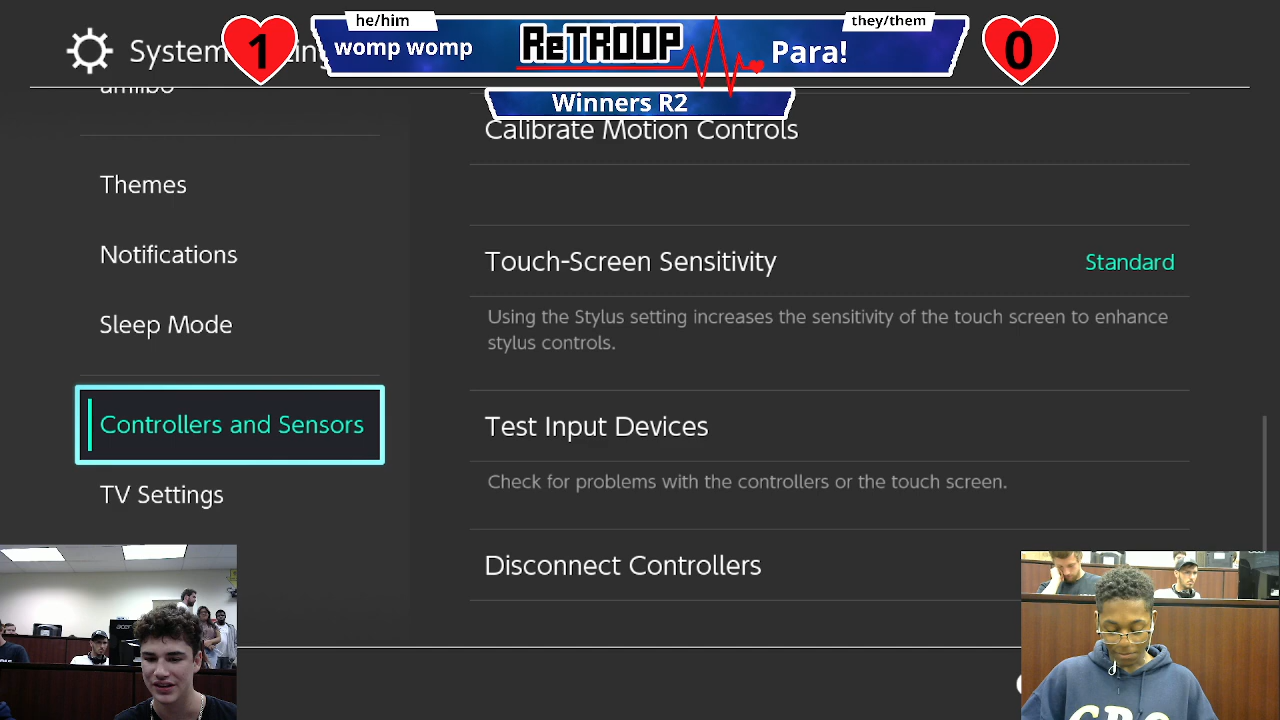 he/him
they/them
1
womp womp
ReTROOP
Para!
0
Winners R2
System
amiibo
Themes
Notifications
Sleep Mode
Controllers and Sensors
TV Settings
Calibrate Motion Controls
Touch-Screen Sensitivity
Standard
Using the Stylus setting increases the sensitivity of the touch screen to enhance
stylus controls.
Test Input Devices
Check for problems with the controllers or the touch screen.
Disconnect Controllers
acer